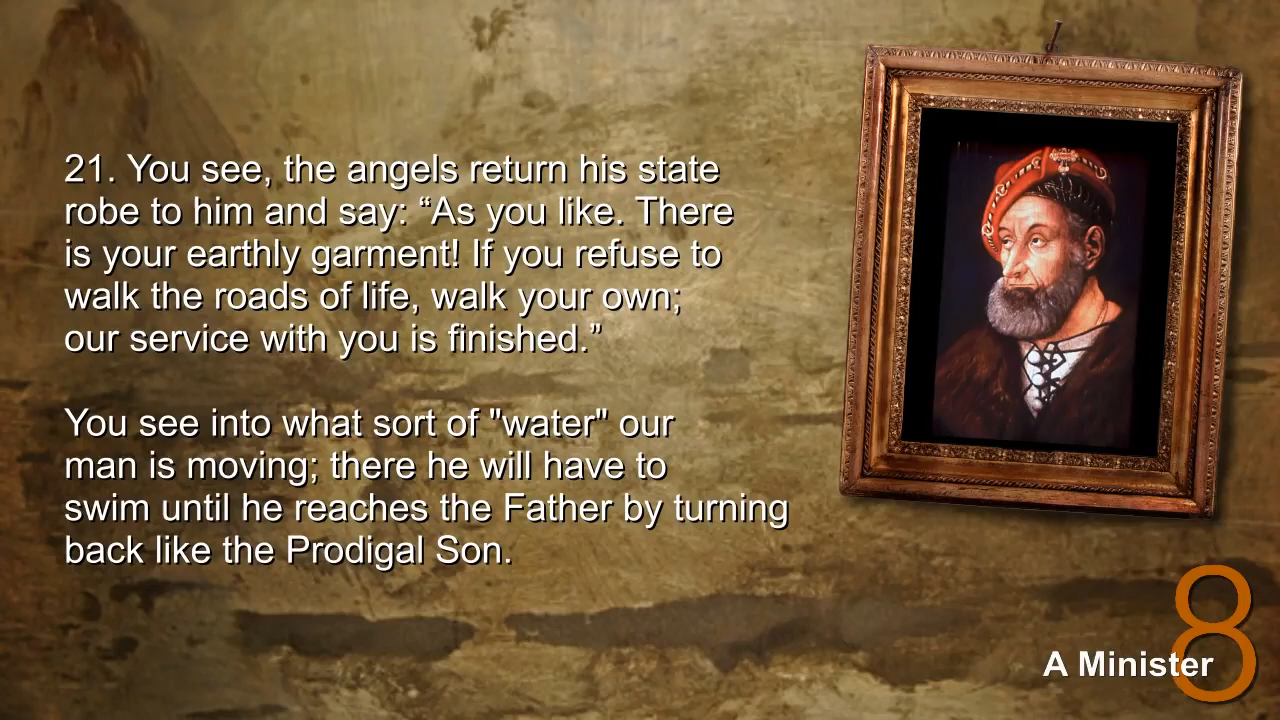 21. You see, the angels return his state
robe to him and say: “As you like. There
is your earthly garment! If you refuse to
walk the roads of life, walk your own;
our service with you is finished.”
You see into what sort of "water" our
man is moving; there he will have to
swim until he reaches the Father by turning
back like the Prodigal Son.
8
A Minister